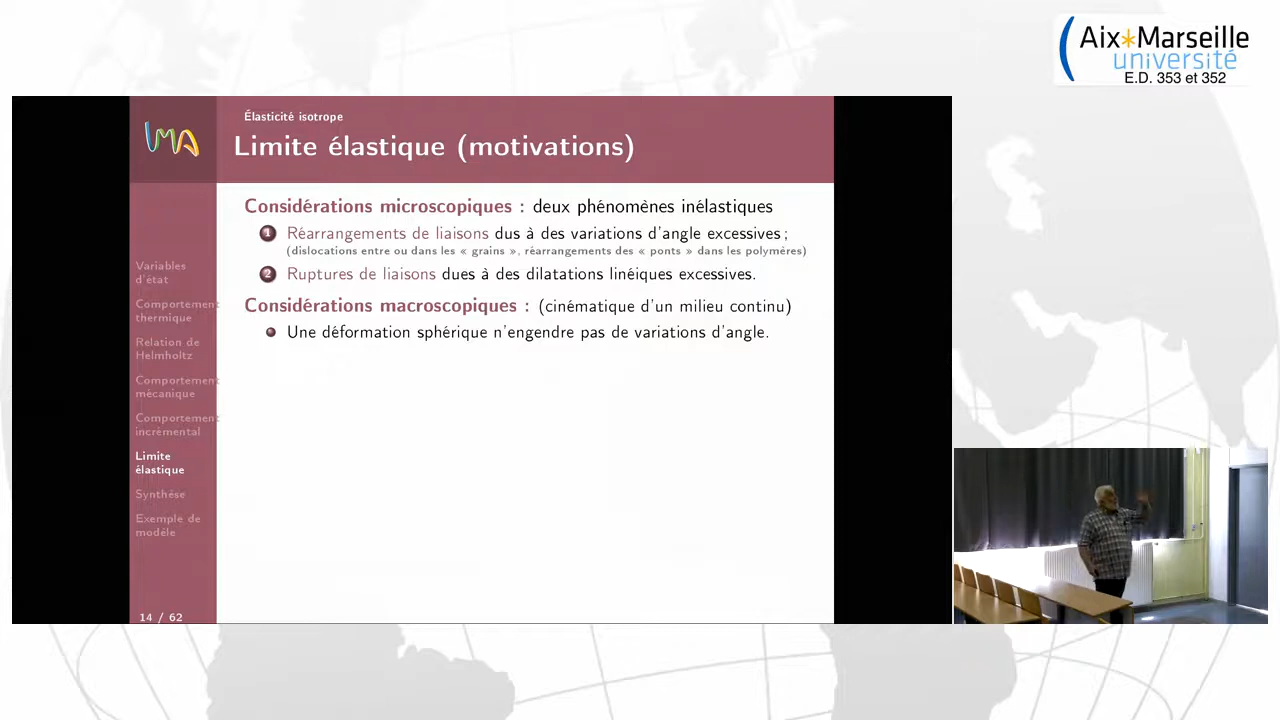 Aix*Marseille
université
E.D. 353 et 352
LMA
Élasticité isotrope
Limite élastique (motivations)
Considérations microscopiques : deux phénomènes inélastiques
1 Réarrangements de liaisons dus à des variations d'angle excessives ;
(dislocations entre ou dans les « grains », réarrangements des « ponts » dans les polyméres)
2 Ruptures de liaisons dues à des dilatations linéiques excessives.
Considérations macroscopiques : (cinématique d'un milieu continu)
Une déformation sphérique n'engendre pas de variations d'angle.
Variables
d'état
Comportement
thermique
Relation de
Helmholtz
Comportement
mécanique
Comportement
incrémental
Limite
élastique
Synthèse
Exemple de
modèle
14 / 62